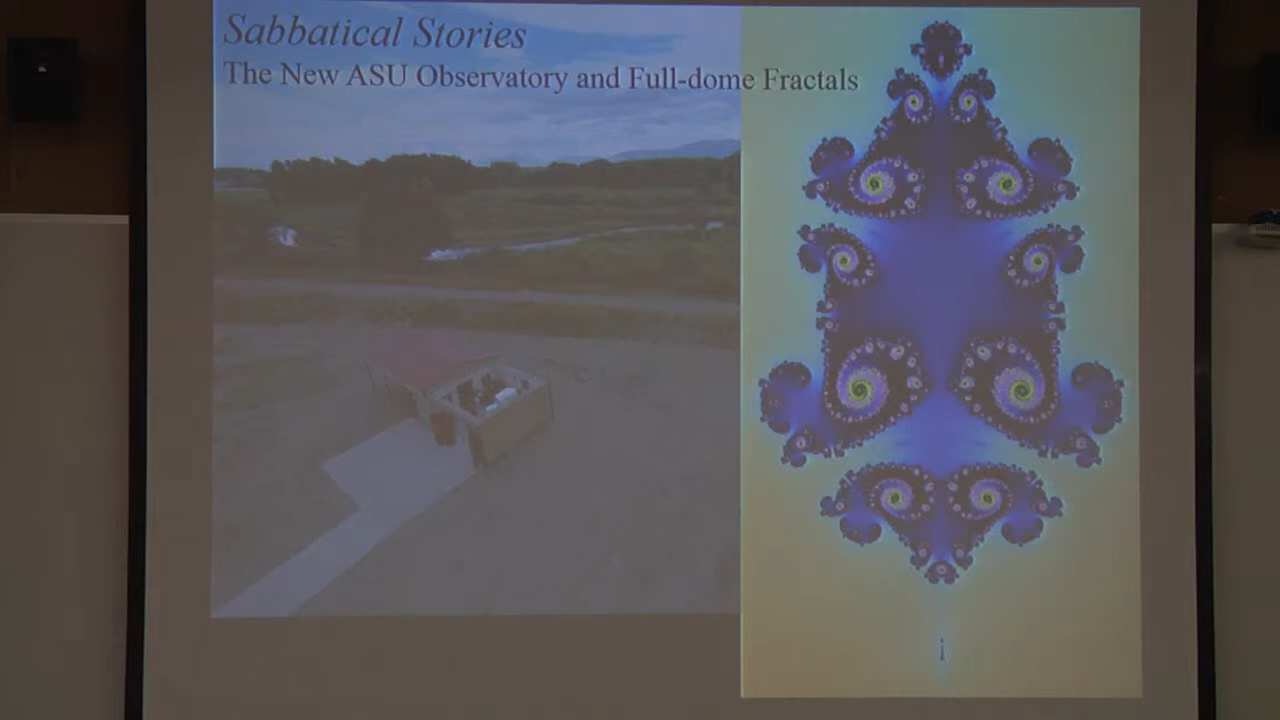 Sabbatical Stories
The New ASU Observatory and Full-dome Fractals